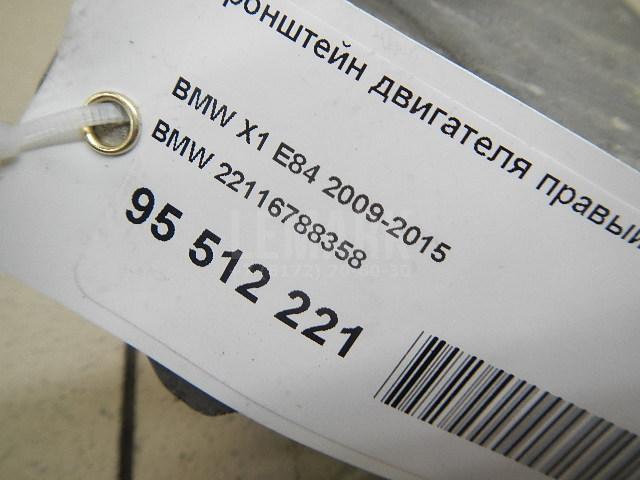 ронштейн двигателя правый
BMW X1 E84 2009-2015
BMW 22116788358
95 512 221